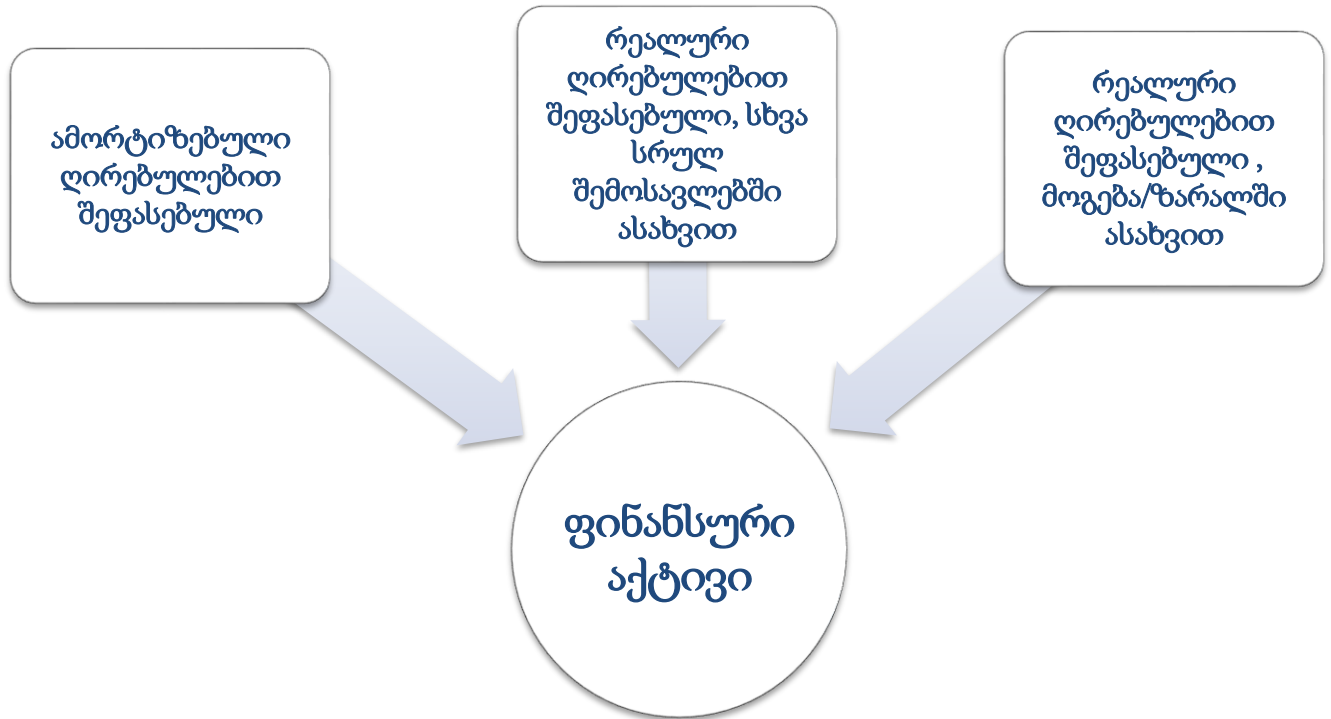 ამორტიზებული
ღირებულებით
შეფასებული
რეალური
ღირებულებით
შეფასებული, სხვა
სრულ
შემოსავლებში
ასახვით
რეალური
ღირებულებით
შეფასებული ,
მოგება/ზარალში
ასახვით
ფინანსური
აქტივი